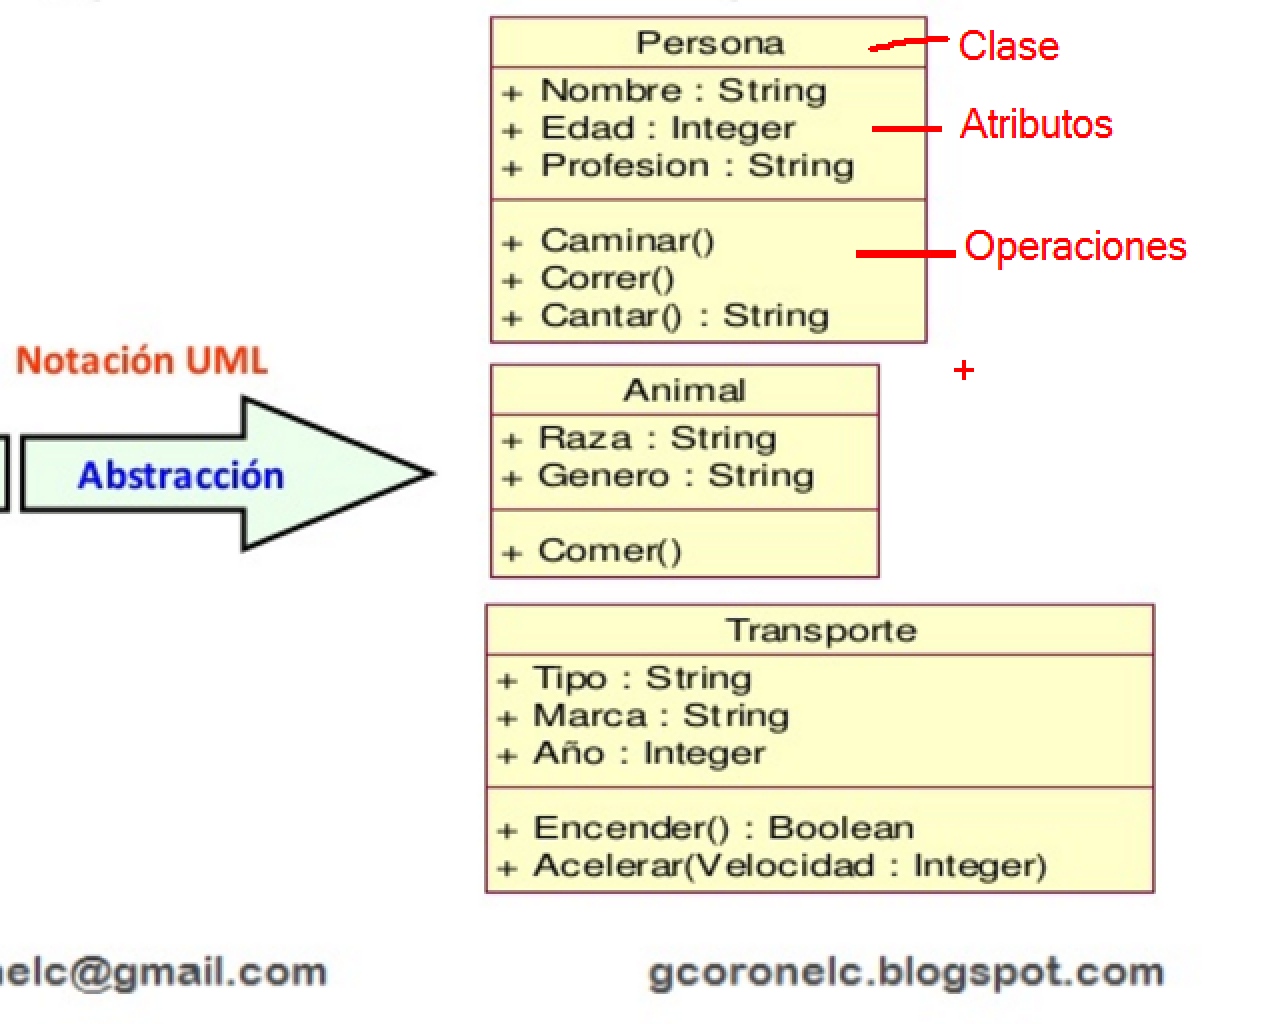 Persona
Clase
+ Nombre : String
+ Edad : Integer
Atributos
+ Profesion : String
+ Caminar()
Operaciones
+ Correr()
+ Cantar() : String
Notación UML
Abstracción
+
Animal
+ Raza : String
+ Genero : String
+ Comer()
Transporte
+ Tipo : String
+ Marca : String
+ Año : Integer
+ Encender() : Boolean
+ Acelerar(Velocidad : Integer)
elc@gmail.com
gcoronelc.blogspot.com